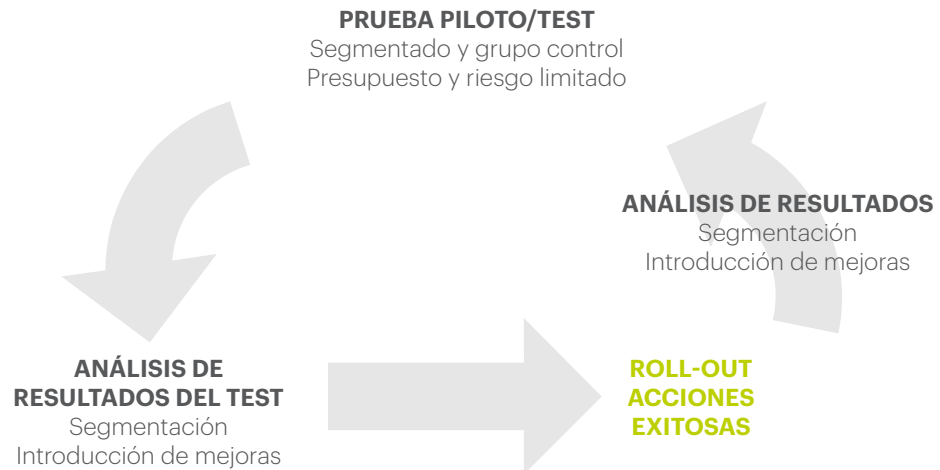 PRUEBA PILOTO/TEST
Segmentado y grupo control
Presupuesto y riesgo limitado
ANÁLISIS DE RESULTADOS
Segmentación
Introducción de mejoras
ANÁLISIS DE
RESULTADOS DEL TEST
Segmentación
Introducción de mejoras
ROLL-OUT
ACCIONES
EXITOSAS